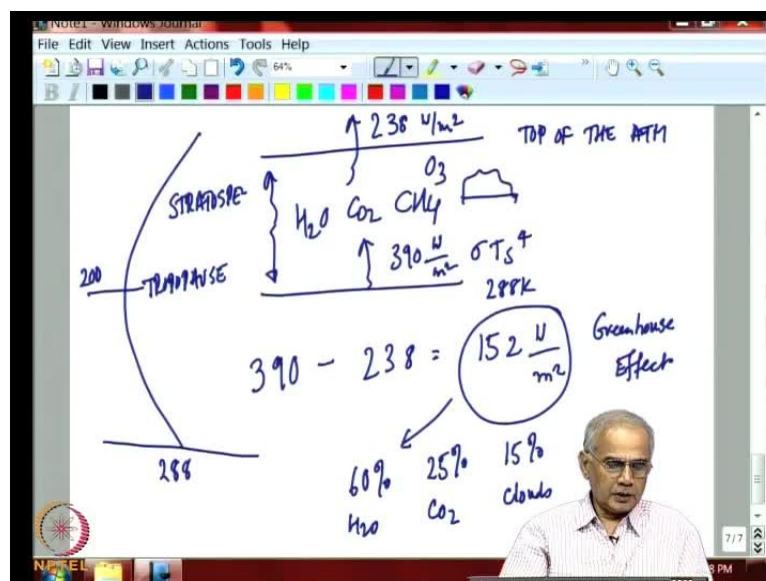 Note1 - Windows Journal
File Edit View Insert Actions Tools Help
64%
238 W/m²
TOP OF THE ATM
O3
STRATOSPE-
H2O CO2 CH4
390 W/m² σTs⁴
200
TROPOPAUSE
288K
390 - 238 = 152 W/m²
Greenhouse
Effect
288
60% 25% 15%
H2O CO2 Clouds
7/7
NPTEL
PM